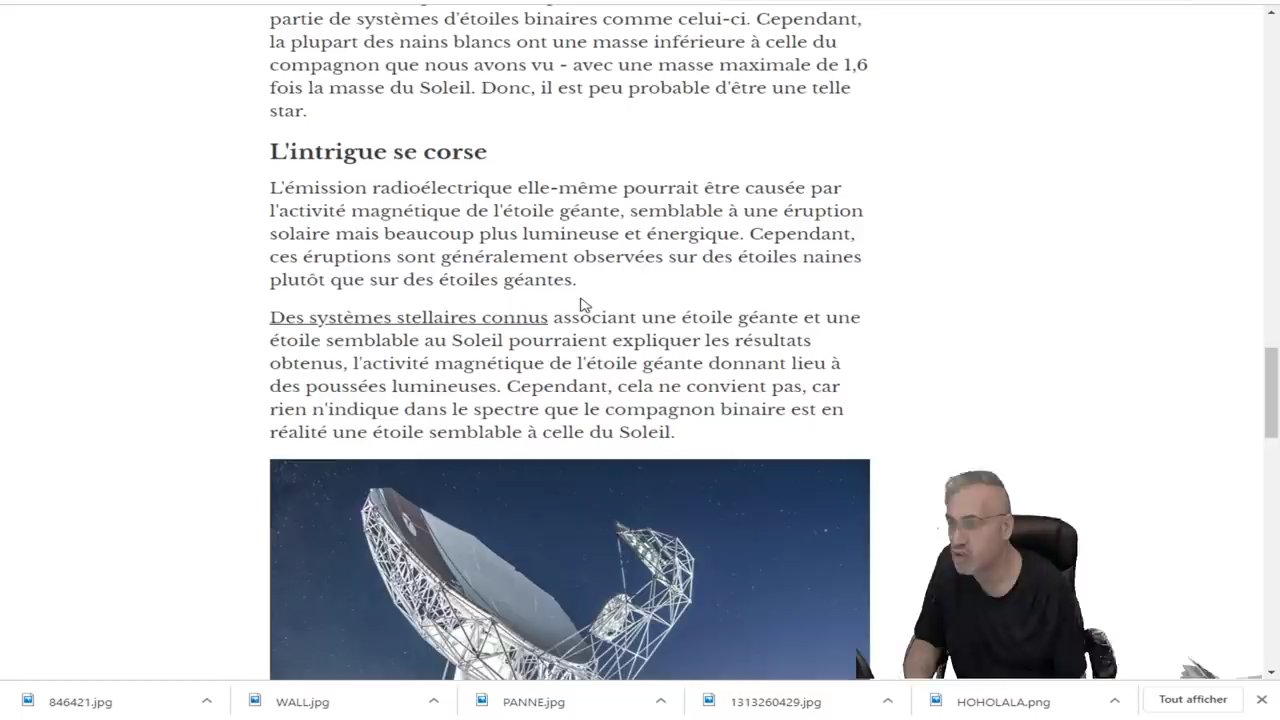 partie de systèmes d'étoiles binaires comme celui-ci. Cependant,
la plupart des nains blancs ont une masse inférieure à celle du
compagnon que nous avons vu - avec une masse maximale de 1,6
fois la masse du Soleil. Donc, il est peu probable d'être une telle
star.
L'intrigue se corse
L'émission radioélectrique elle-même pourrait être causée par
l'activité magnétique de l'étoile géante, semblable à une éruption
solaire mais beaucoup plus lumineuse et énergique. Cependant,
ces éruptions sont généralement observées sur des étoiles naines
plutôt que sur des étoiles géantes.
Des systèmes stellaires connus associant une étoile géante et une
étoile semblable au Soleil pourraient expliquer les résultats
obtenus, l'activité magnétique de l'étoile géante donnant lieu à
des poussées lumineuses. Cependant, cela ne convient pas, car
rien n'indique dans le spectre que le compagnon binaire est en
réalité une étoile semblable à celle du Soleil.
846421.jpg WALL.jpg PANNE.jpg 1313260429.jpg HOHOLALA.png Tout afficher